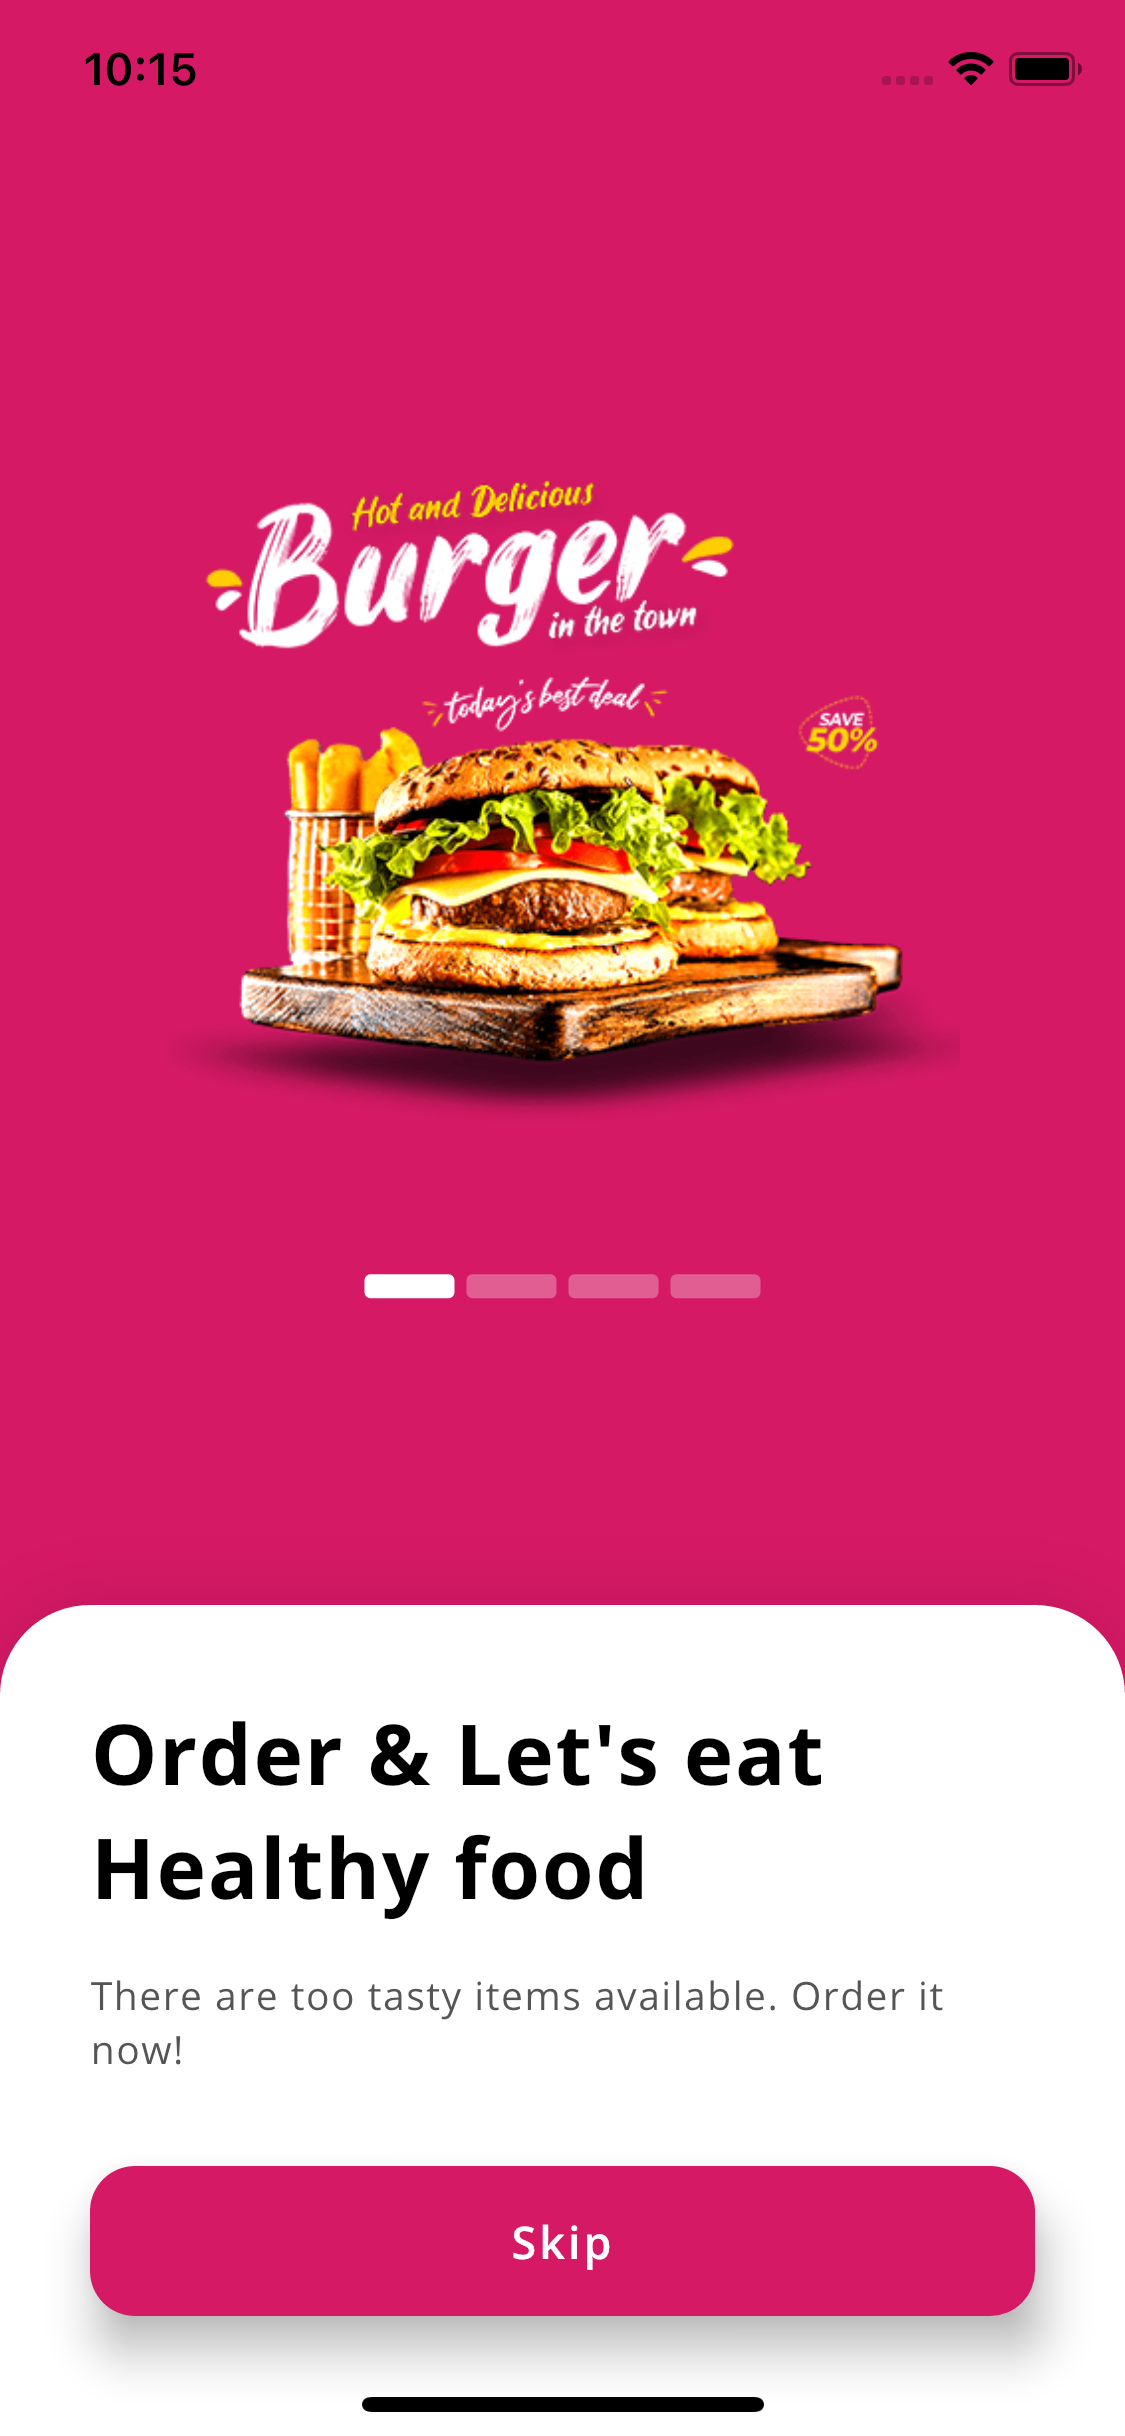 10:15
Hot and Delicious
Burger
in the town
today's best deal
SAVE
50%
Order & Let's eat
Healthy food
There are too tasty items available. Order it
now!
Skip